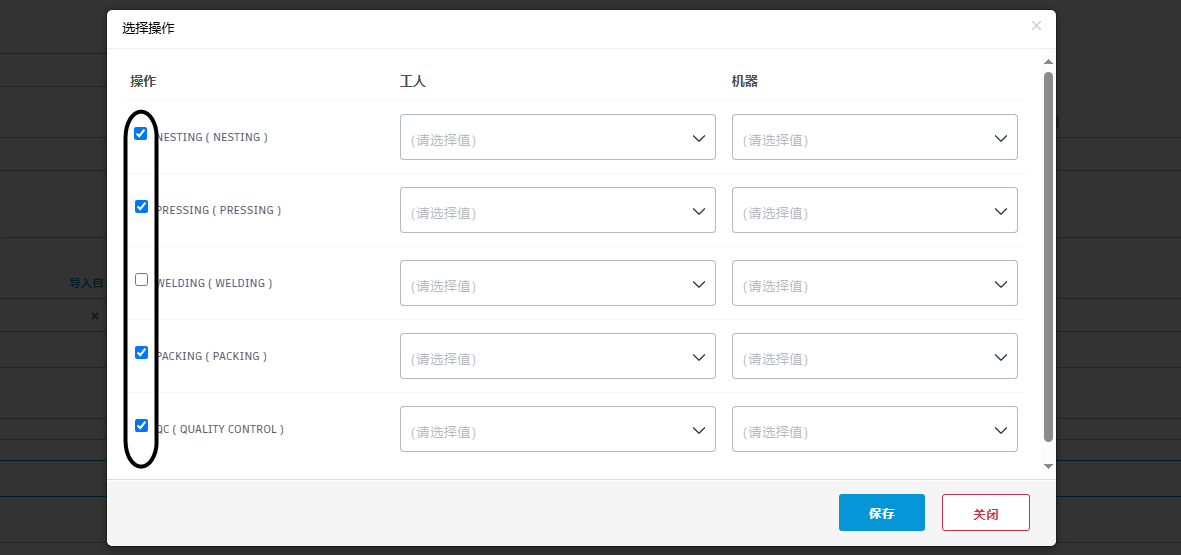 选择操作
操作 工人 机器
NESTING ( NESTING ) (请选择值) (请选择值)
PRESSING ( PRESSING ) (请选择值) (请选择值)
导入自
WELDING ( WELDING ) (请选择值) (请选择值)
PACKING ( PACKING ) (请选择值) (请选择值)
QC ( QUALITY CONTROL ) (请选择值) (请选择值)
保存 关闭